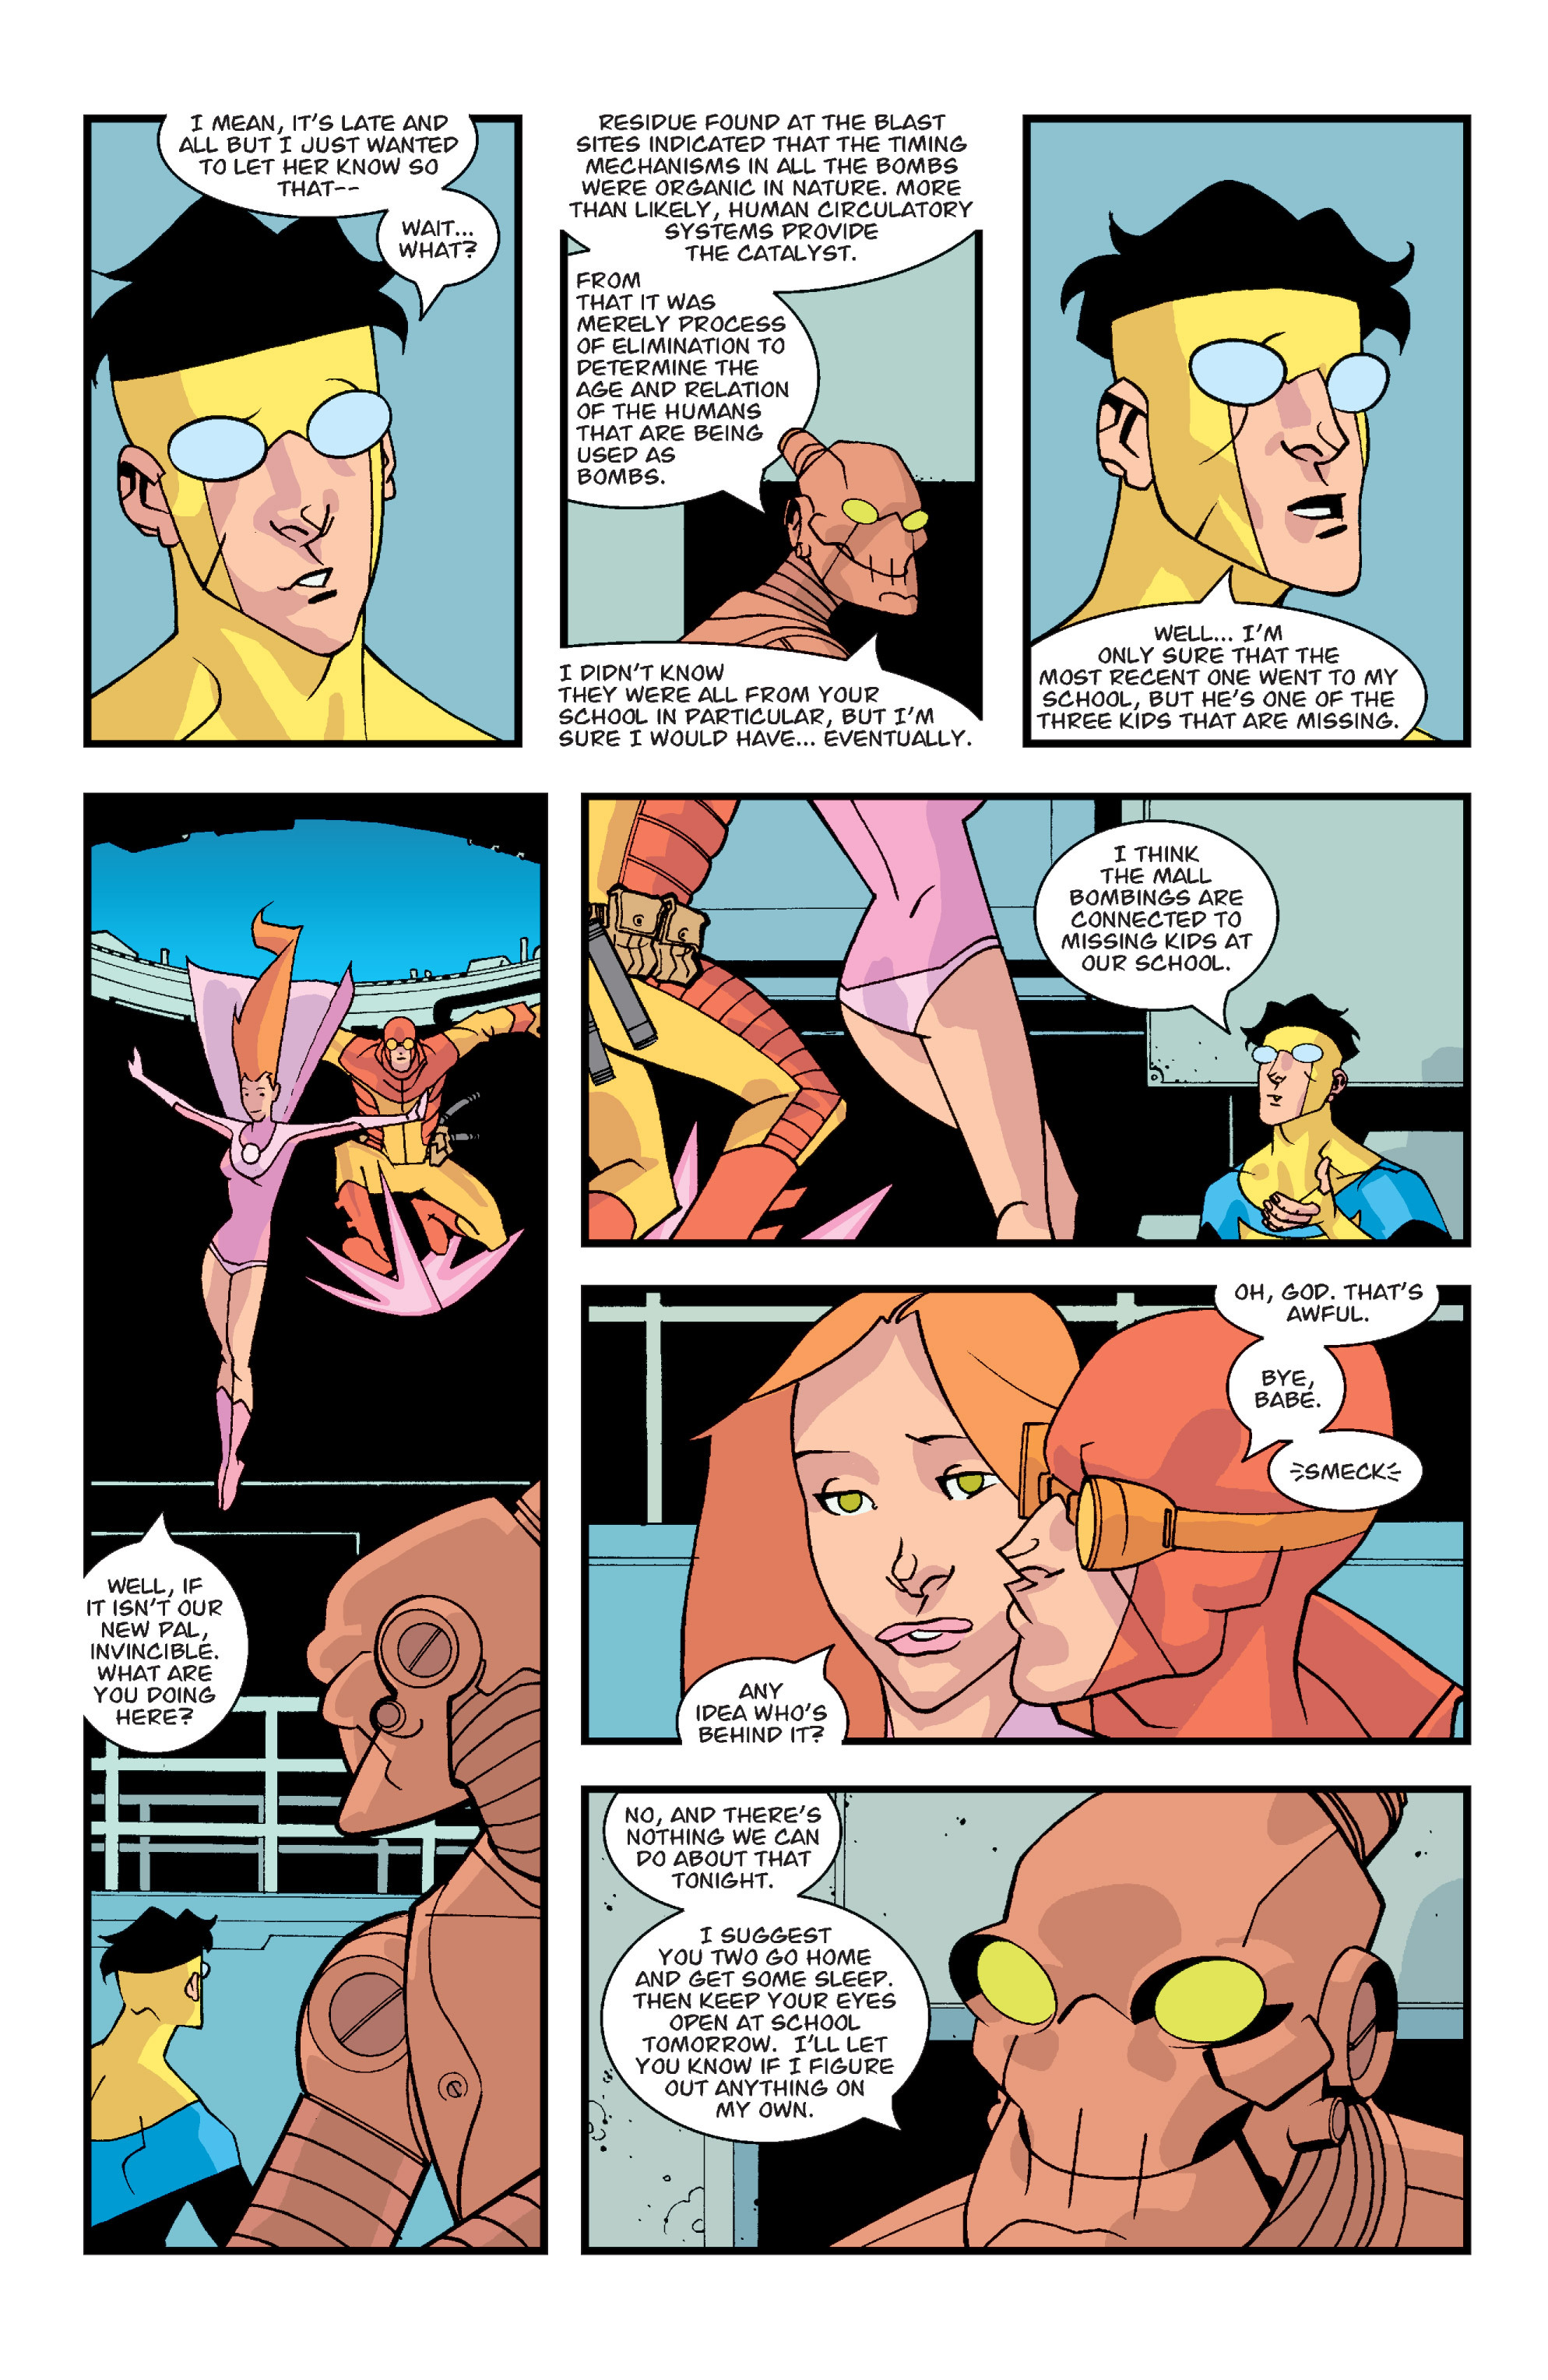 I MEAN, IT'S LATE AND
ALL BUT I JUST WANTED
TO LET HER KNOW SO
THAT--
WAIT...
WHAT?
RESIDUE FOUND AT THE BLAST
SITES INDICATED THAT THE TIMING
MECHANISMS IN ALL THE BOMBS
WERE ORGANIC IN NATURE. MORE
THAN LIKELY, HUMAN CIRCULATORY
SYSTEMS PROVIDE
THE CATALYST.
FROM
THAT IT WAS
MERELY PROCESS
OF ELIMINATION TO
DETERMINE THE
AGE AND RELATION
OF THE HUMANS
THAT ARE BEING
USED AS
BOMBS.
I DIDN'T KNOW
THEY WERE ALL FROM YOUR
SCHOOL IN PARTICULAR, BUT I'M
SURE I WOULD HAVE... EVENTUALLY.
WELL... I'M
ONLY SURE THAT THE
MOST RECENT ONE WENT TO MY
SCHOOL, BUT HE'S ONE OF THE
THREE KIDS THAT ARE MISSING.
WELL, IF
IT ISN'T OUR
NEW PAL,
INVINCIBLE.
WHAT ARE
YOU DOING
HERE?
I THINK
THE MALL
BOMBINGS ARE
CONNECTED TO
MISSING KIDS AT
OUR SCHOOL.
OH, GOD. THAT'S
AWFUL.
BYE,
BABE.
SMECK
ANY
IDEA WHO'S
BEHIND IT?
NO, AND THERE'S
NOTHING WE CAN
DO ABOUT THAT
TONIGHT.
I SUGGEST
YOU TWO GO HOME
AND GET SOME SLEEP.
THEN KEEP YOUR EYES
OPEN AT SCHOOL
TOMORROW. I'LL LET
YOU KNOW IF I FIGURE
OUT ANYTHING ON
MY OWN.